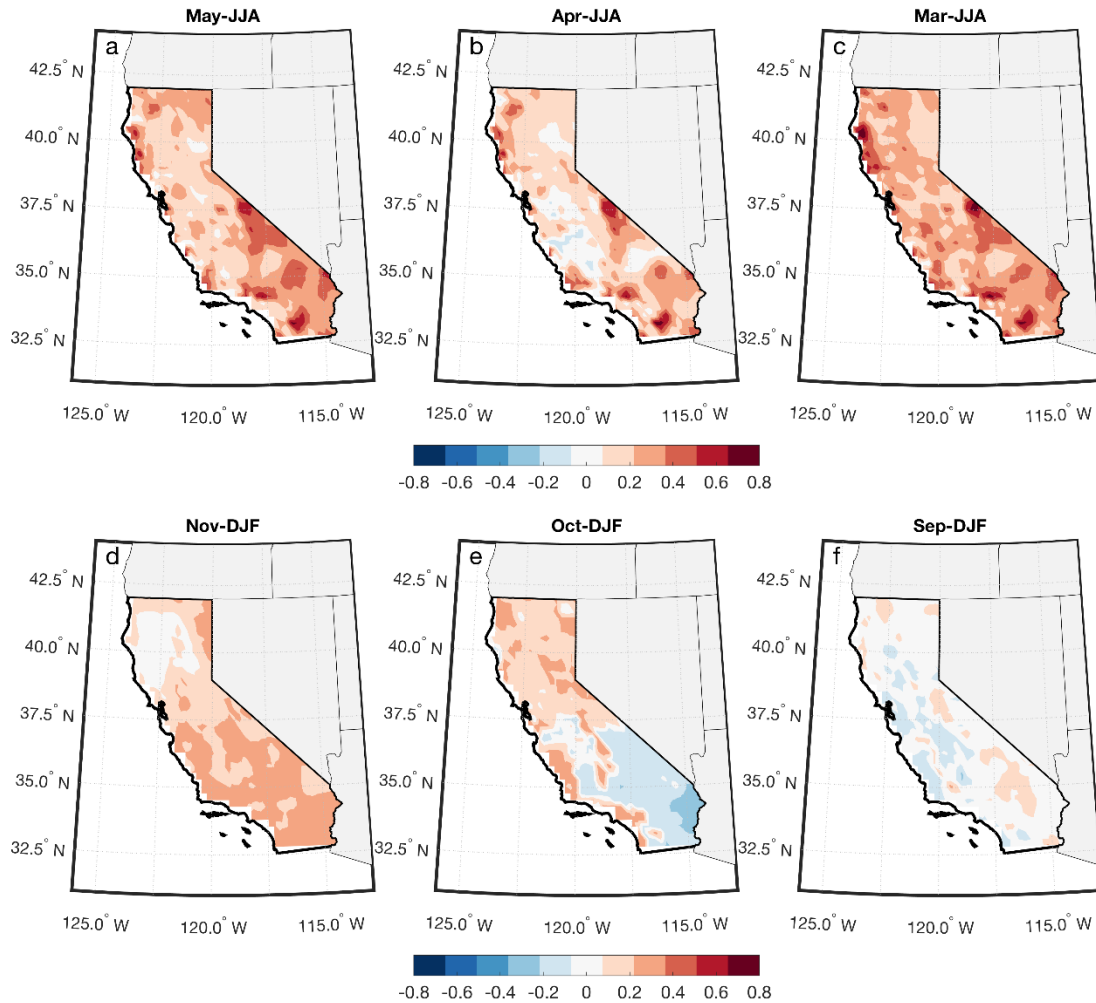 May-JJA Apr-JJA Mar-JJA
a b c
42.5° N 42.5° N 42.5° N
40.0° N 40.0° N 40.0° N
37.5° N 37.5° N 37.5° N
35.0° N 35.0° N 35.0° N
32.5° N 32.5° N 32.5° N
125.0° W 120.0° W 115.0° W 125.0° W 120.0° W 115.0° W 125.0° W 120.0° W 115.0° W
-0.8 -0.6 -0.4 -0.2 0 0.2 0.4 0.6 0.8
Nov-DJF Oct-DJF Sep-DJF
d e f
42.5° N 42.5° N 42.5° N
40.0° N 40.0° N 40.0° N
37.5° N 37.5° N 37.5° N
35.0° N 35.0° N 35.0° N
32.5° N 32.5° N 32.5° N
125.0° W 120.0° W 115.0° W 125.0° W 120.0° W 115.0° W 125.0° W 120.0° W 115.0° W
-0.8 -0.6 -0.4 -0.2 0 0.2 0.4 0.6 0.8